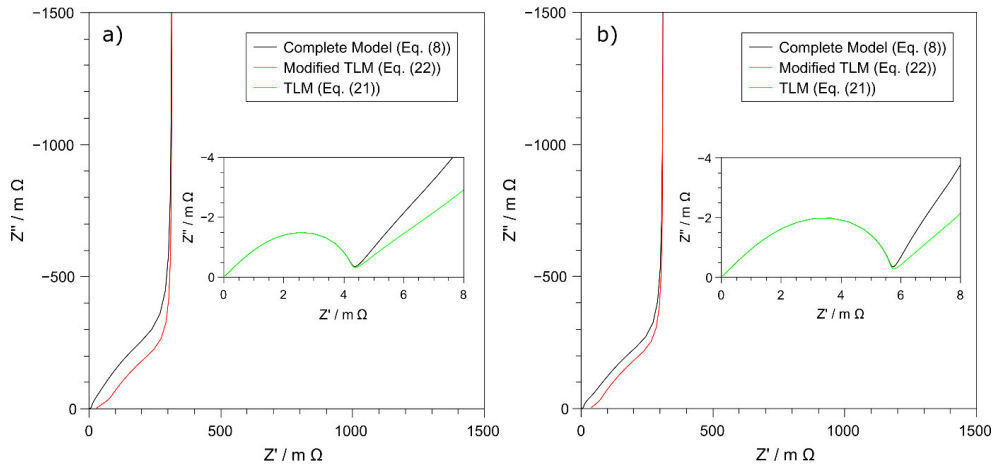 a)
−1500
−1000
−500
0
Z'' / m Ω
Complete Model (Eq. (8))
Modified TLM (Eq. (22))
TLM (Eq. (21))
−4
−2
0
Z'' / m Ω
0 2 4 6 8
Z' / m Ω
0 500 1000 1500
Z' / m Ω
b)
−1500
−1000
−500
0
Z'' / m Ω
Complete Model (Eq. (8))
Modified TLM (Eq. (22))
TLM (Eq. (21))
−4
−2
0
Z'' / m Ω
0 2 4 6 8
Z' / m Ω
0 500 1000 1500
Z' / m Ω